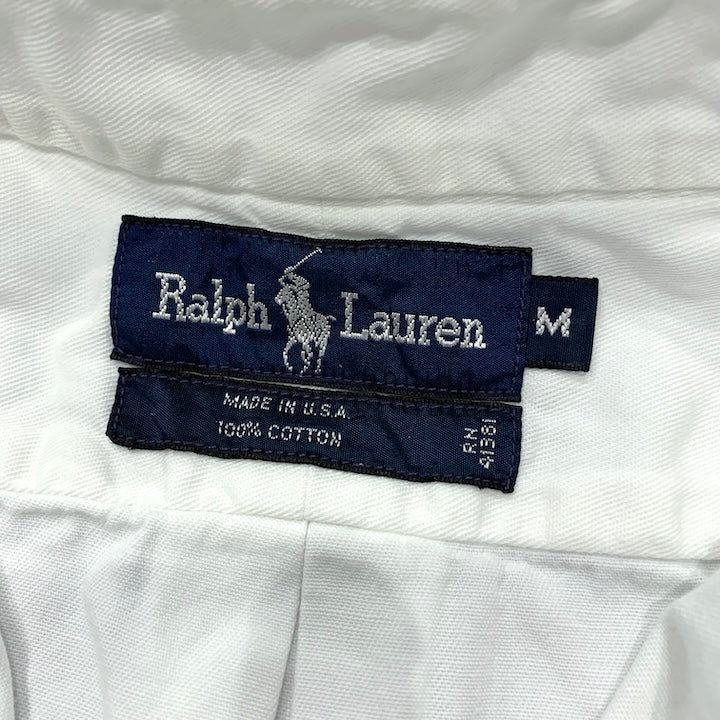 Ralph Lauren
M
MADE IN U.S.A.
100% COTTON
RN
41381